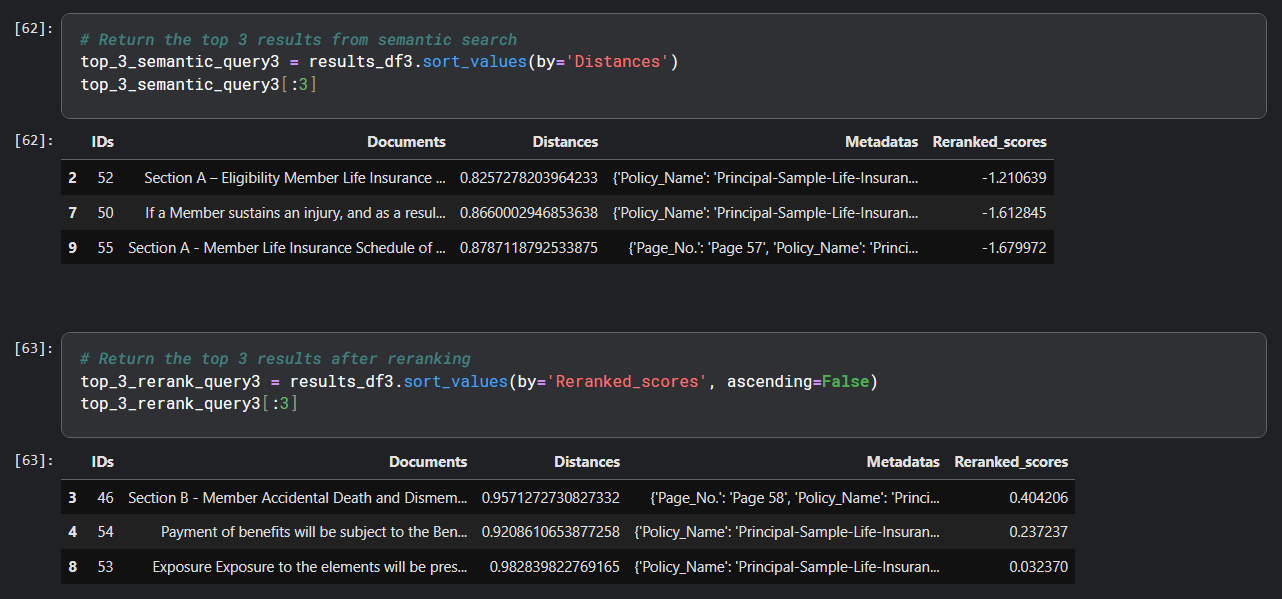 [62]:
# Return the top 3 results from semantic search
top_3_semantic_query3 = results_df3.sort_values(by='Distances')
top_3_semantic_query3[:3]
[62]:
IDs Documents Distances Metadatas Reranked_scores
2 52 Section A – Eligibility Member Life Insurance ... 0.8257278203964233 {'Policy_Name': 'Principal-Sample-Life-Insuran... -1.210639
7 50 If a Member sustains an injury, and as a resul... 0.8660002946853638 {'Policy_Name': 'Principal-Sample-Life-Insuran... -1.612845
9 55 Section A - Member Life Insurance Schedule of ... 0.8787118792533875 {'Page_No.': 'Page 57', 'Policy_Name': 'Princi... -1.679972
[63]:
# Return the top 3 results after reranking
top_3_rerank_query3 = results_df3.sort_values(by='Reranked_scores', ascending=False)
top_3_rerank_query3[:3]
[63]:
IDs Documents Distances Metadatas Reranked_scores
3 46 Section B - Member Accidental Death and Dismem... 0.9571272730827332 {'Page_No.': 'Page 58', 'Policy_Name': 'Princi... 0.404206
4 54 Payment of benefits will be subject to the Ben... 0.9208610653877258 {'Policy_Name': 'Principal-Sample-Life-Insuran... 0.237237
8 53 Exposure Exposure to the elements will be pres... 0.982839822769165 {'Policy_Name': 'Principal-Sample-Life-Insuran... 0.032370